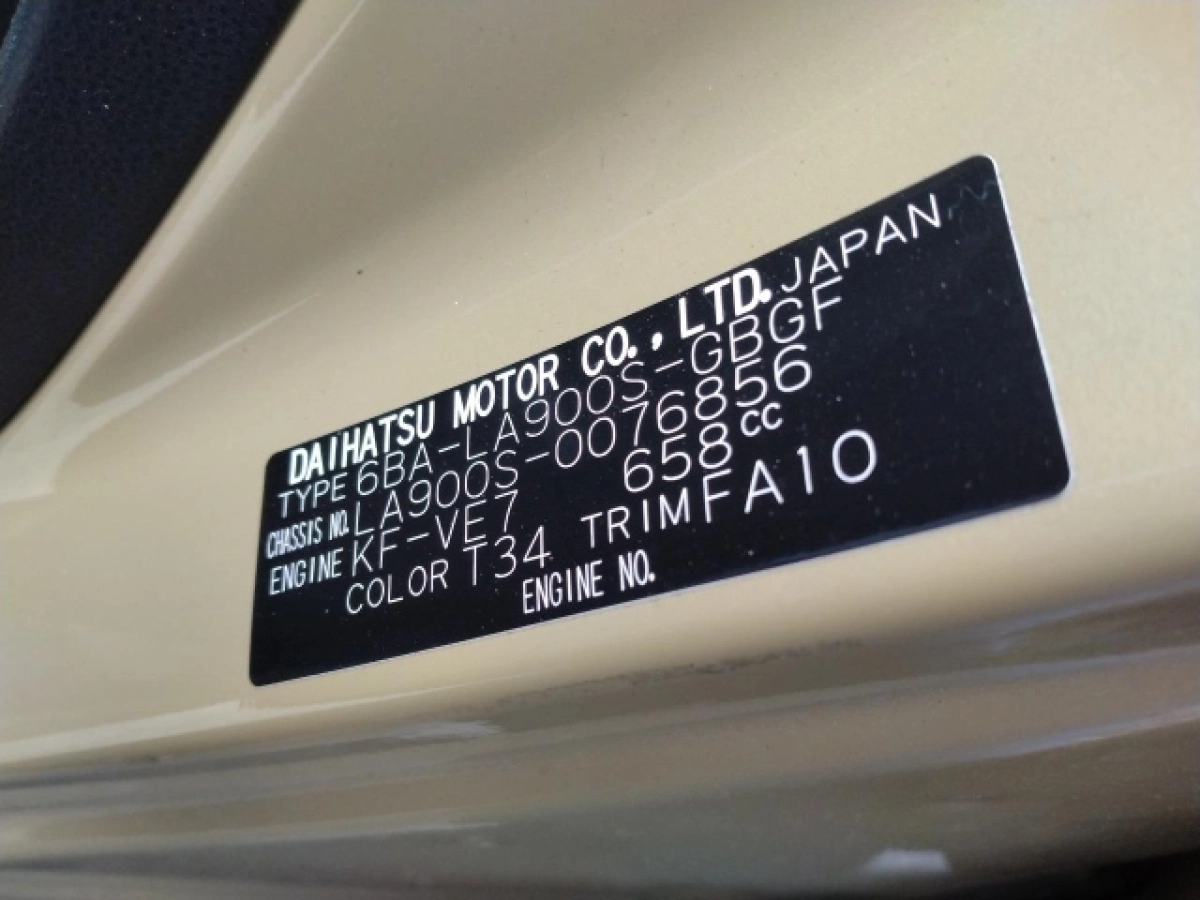 DAIHATSU MOTOR CO., LTD. JAPAN
TYPE 6BA-LA900S-GBGF
CHASSIS NO. LA900S-0076856
ENGINE KF-VE7 658cc
COLOR T34 TRIM FA10
ENGINE NO.